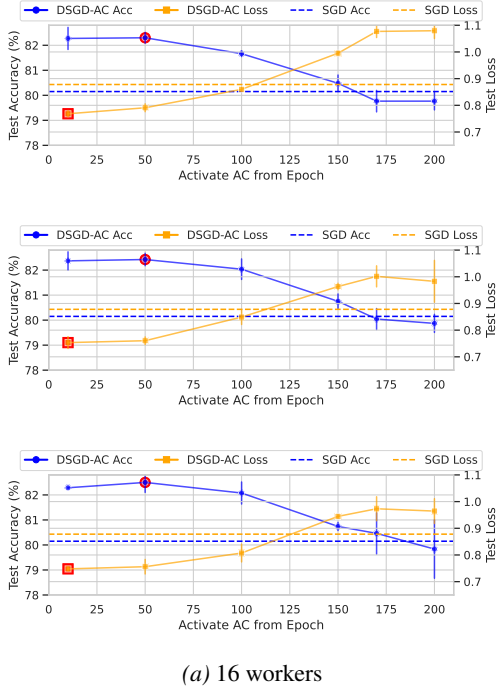 DSGD-AC Acc DSGD-AC Loss SGD Acc SGD Loss
82
81
80
79
78
Test Accuracy (%)
1.1
1.0
0.9
0.8
0.7
Test Loss
0 25 50 75 100 125 150 175 200
Activate AC from Epoch
DSGD-AC Acc DSGD-AC Loss SGD Acc SGD Loss
82
81
80
79
78
Test Accuracy (%)
1.1
1.0
0.9
0.8
0.7
Test Loss
0 25 50 75 100 125 150 175 200
Activate AC from Epoch
DSGD-AC Acc DSGD-AC Loss SGD Acc SGD Loss
82
81
80
79
78
Test Accuracy (%)
1.1
1.0
0.9
0.8
0.7
Test Loss
0 25 50 75 100 125 150 175 200
Activate AC from Epoch
(a) 16 workers